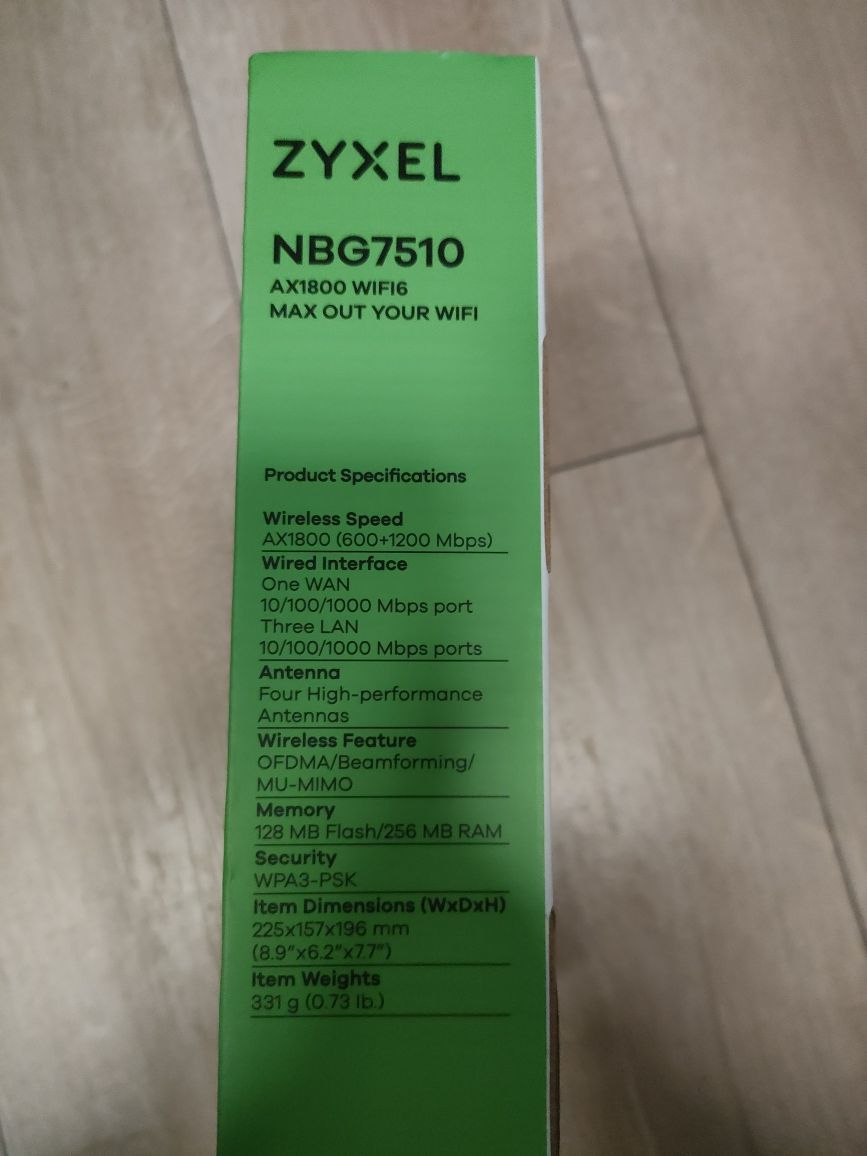 ZYXEL
NBG7510
AX1800 WIFI6
MAX OUT YOUR WIFI
Product Specifications
Wireless Speed
AX1800 (600+1200 Mbps)
Wired Interface
One WAN
10/100/1000 Mbps port
Three LAN
10/100/1000 Mbps ports
Antenna
Four High-performance
Antennas
Wireless Feature
OFDMA/Beamforming/
MU-MIMO
Memory
128 MB Flash/256 MB RAM
Security
WPA3-PSK
Item Dimensions (WxDxH)
225x157x196 mm
(8.9”x6.2”x7.7”)
Item Weights
331 g (0.73 lb.)